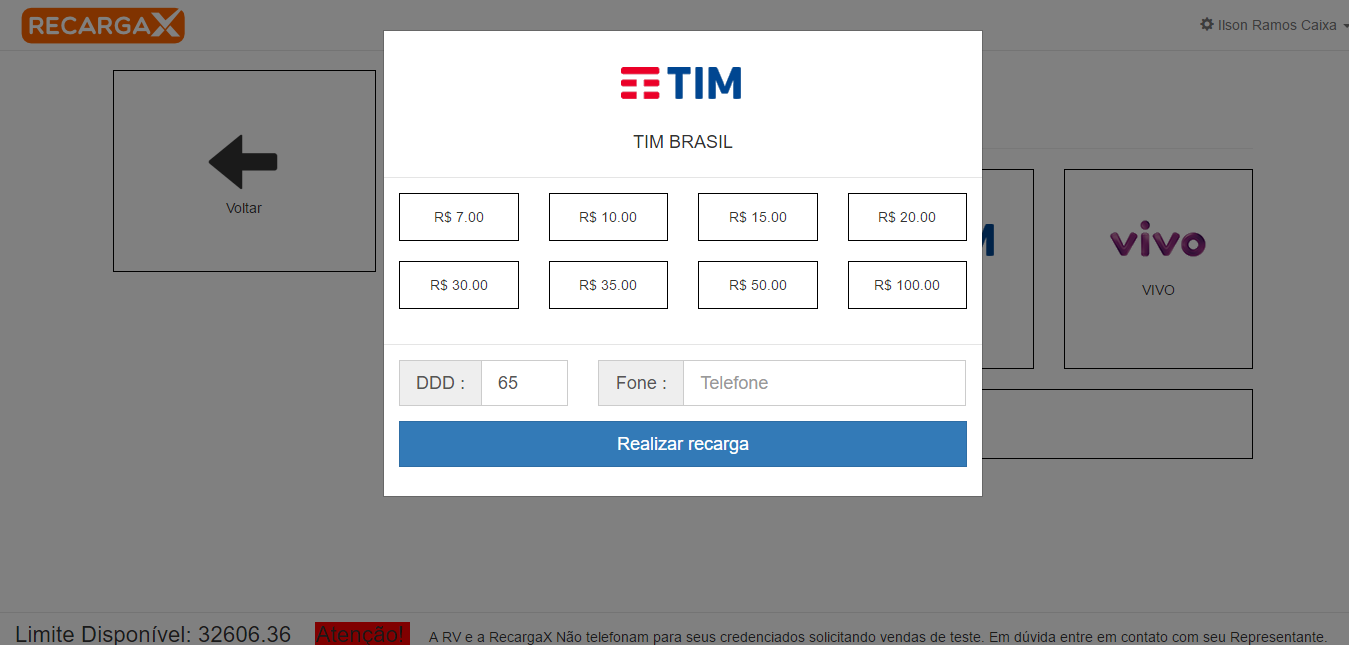 RECARGAX
Ilson Ramos Caixa
TIM
TIM BRASIL
Voltar
R$ 7.00
R$ 10.00
R$ 15.00
R$ 20.00
R$ 30.00
R$ 35.00
R$ 50.00
R$ 100.00
vivo
VIVO
DDD :
65
Fone :
Telefone
Realizar recarga
Limite Disponível: 32606.36
Atenção!
A RV e a RecargaX Não telefonam para seus credenciados solicitando vendas de teste. Em dúvida entre em contato com seu Representante.